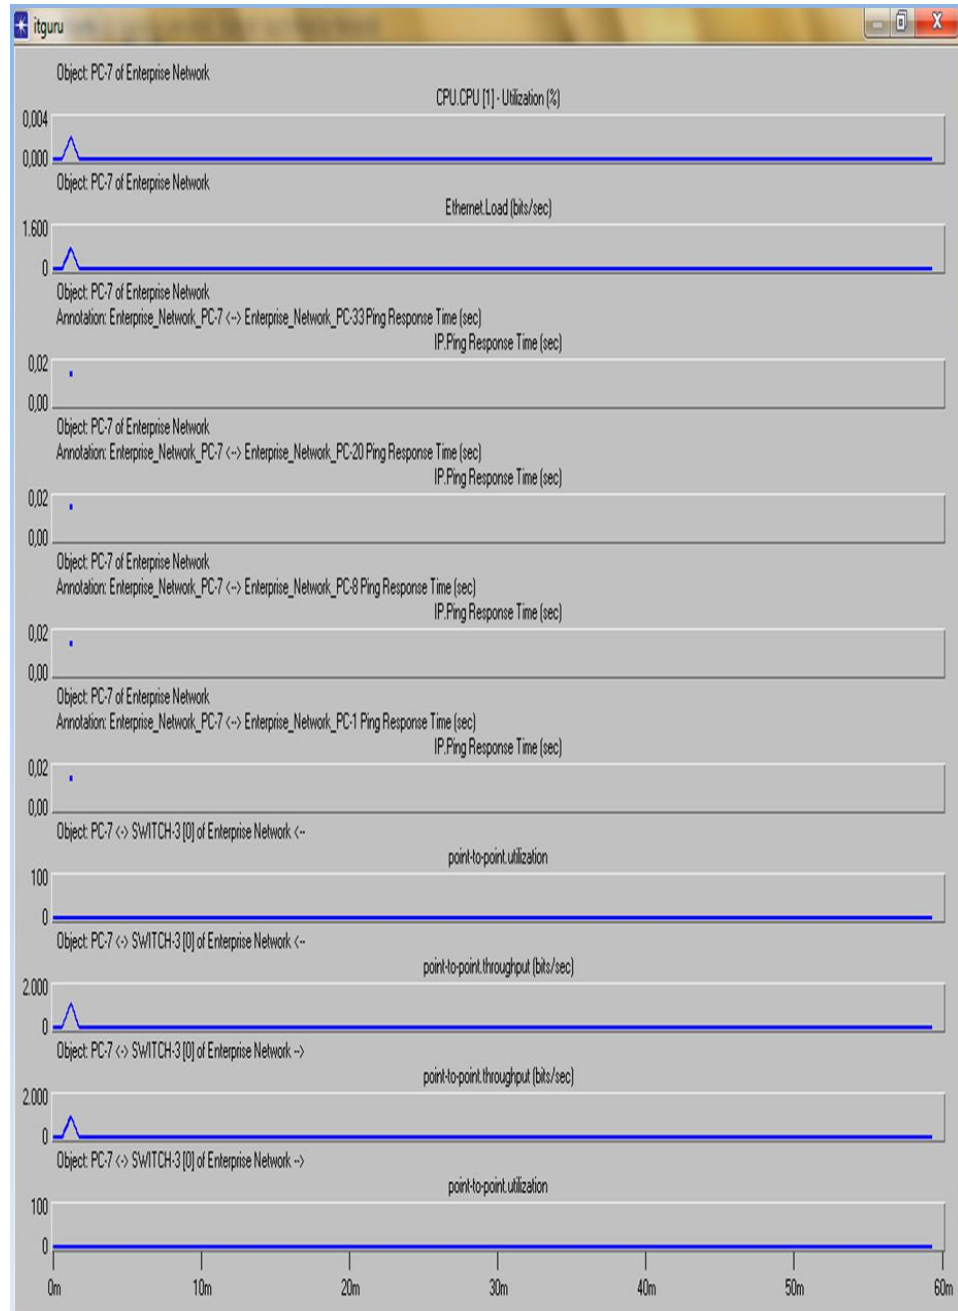 itguru
Object: PC-7 of Enterprise Network
CPU.CPU [1] - Utilization (%)
0,004
0,000
Object: PC-7 of Enterprise Network
Ethernet.Load (bits/sec)
1.600
0
Object: PC-7 of Enterprise Network
Annotation: Enterprise_Network_PC-7 <--> Enterprise_Network_PC-33 Ping Response Time (sec)
IP.Ping Response Time (sec)
0,02
0,00
Object: PC-7 of Enterprise Network
Annotation: Enterprise_Network_PC-7 <--> Enterprise_Network_PC-20 Ping Response Time (sec)
IP.Ping Response Time (sec)
0,02
0,00
Object: PC-7 of Enterprise Network
Annotation: Enterprise_Network_PC-7 <--> Enterprise_Network_PC-8 Ping Response Time (sec)
IP.Ping Response Time (sec)
0,02
0,00
Object: PC-7 of Enterprise Network
Annotation: Enterprise_Network_PC-7 <--> Enterprise_Network_PC-1 Ping Response Time (sec)
IP.Ping Response Time (sec)
0,02
0,00
Object: PC-7 <-> SWITCH-3 [0] of Enterprise Network <--
point-to-point.utilization
100
0
Object: PC-7 <-> SWITCH-3 [0] of Enterprise Network <--
point-to-point.throughput (bits/sec)
2.000
0
Object: PC-7 <-> SWITCH-3 [0] of Enterprise Network -->
point-to-point.throughput (bits/sec)
2.000
0
Object: PC-7 <-> SWITCH-3 [0] of Enterprise Network -->
point-to-point.utilization
100
0
0m 10m 20m 30m 40m 50m 60m